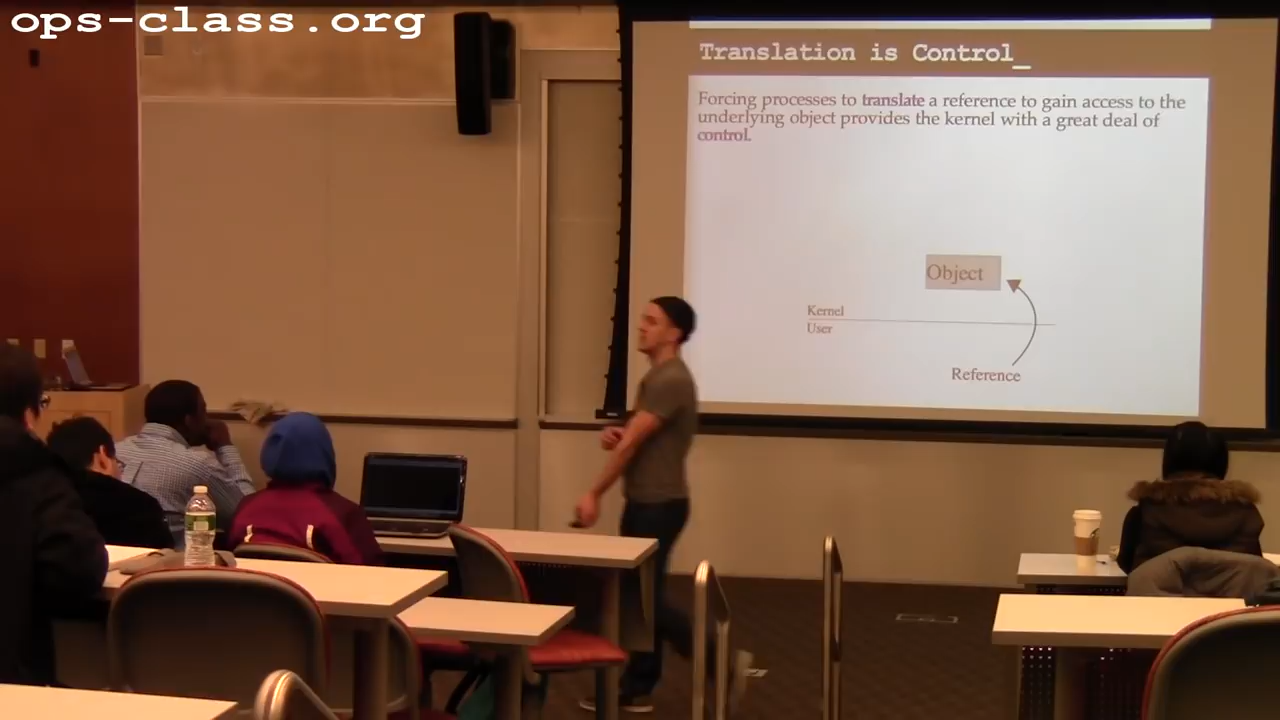 ops-class.org
Translation is Control_
Forcing processes to translate a reference to gain access to the
underlying object provides the kernel with a great deal of
control.
Object
Kernel
User
Reference